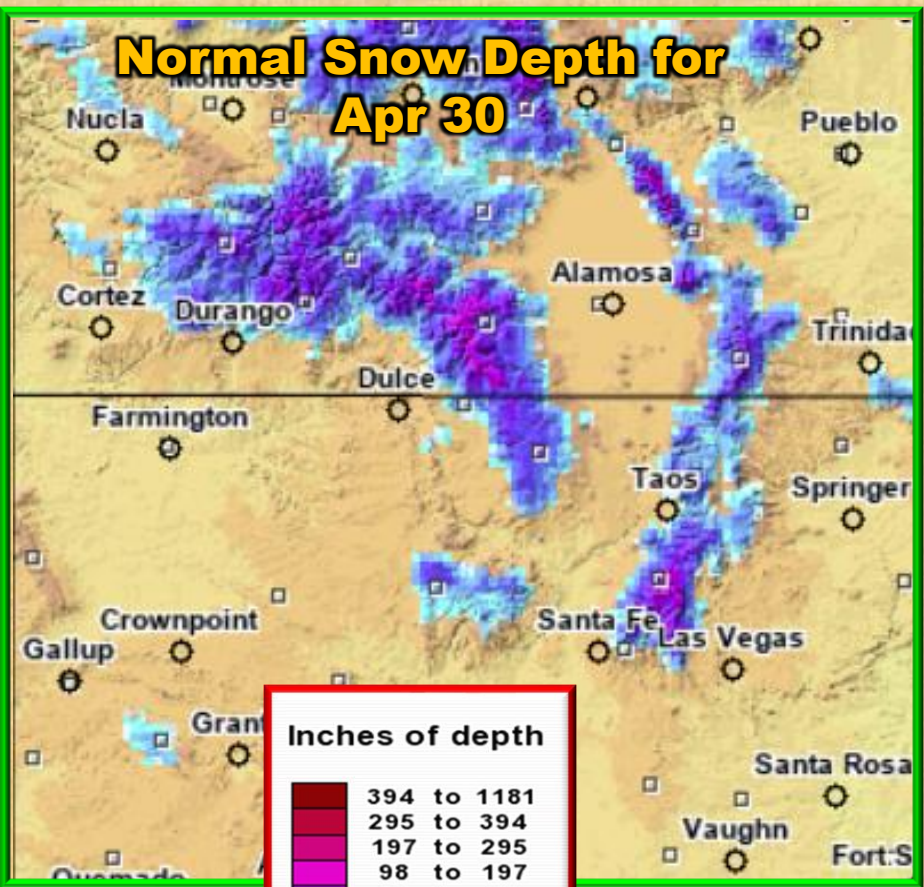 Normal Snow Depth for
Apr 30
Montrose
Nucla
Pueblo
Alamosa
Cortez
Durango
Trinidad
Dulce
Farmington
Taos
Springer
Crownpoint
Santa Fe
Gallup
Las Vegas
Grant
Inches of depth
Santa Rosa
394 to 1181
295 to 394
197 to 295
98 to 197
Vaughn
Fort:S
Quemado